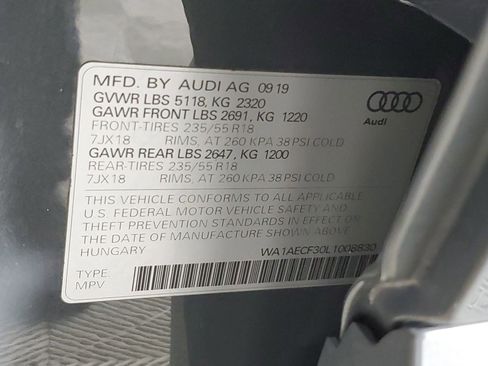 MFD. BY AUDI AG 09 19
GVWR LBS 5118, KG 2320
GAWR FRONT LBS 2691, KG 1220
FRONT-TIRES 235/55 R18
7JX18 RIMS, AT 260 KPA 38 PSI COLD
GAWR REAR LBS 2647, KG 1200
REAR-TIRES 235/55 R18
7JX18 RIMS, AT 260 KPA 38 PSI COLD
Audi
THIS VEHICLE CONFORMS TO ALL APPLICABLE
U.S. FEDERAL MOTOR VEHICLE SAFETY AND
THEFT PREVENTION STANDARDS IN EFFECT ON
THE DATE OF MANUFACTURE SHOWN ABOVE
HUNGARY WA1AECF30L1008830
TYPE:
MPV